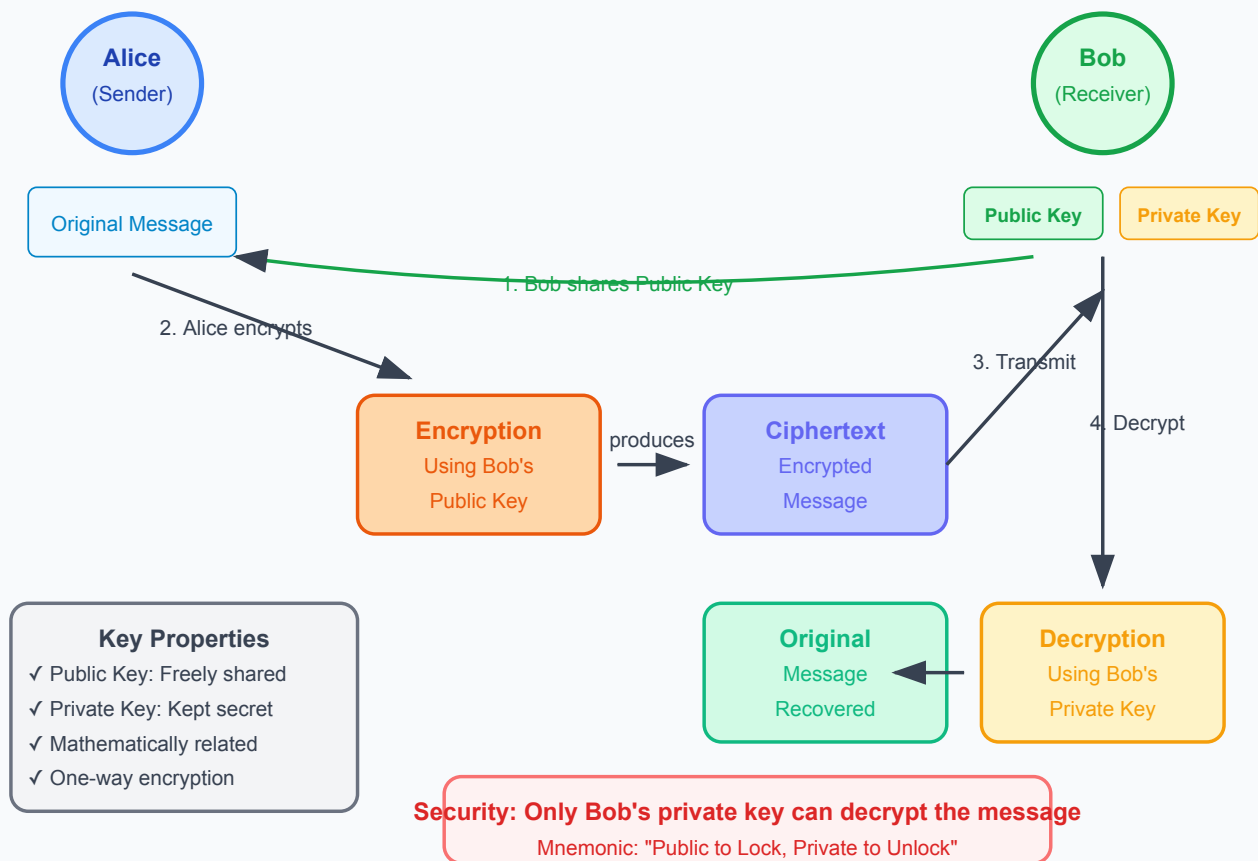 Alice
(Sender)
Bob
(Receiver)
Original Message
Public Key
Private Key
1. Bob shares Public Key
2. Alice encrypts
3. Transmit
4. Decrypt
Encryption
Using Bob's
Public Key
produces
Ciphertext
Encrypted
Message
Key Properties
✓ Public Key: Freely shared
✓ Private Key: Kept secret
✓ Mathematically related
✓ One-way encryption
Original
Message
Recovered
Decryption
Using Bob's
Private Key
Security: Only Bob's private key can decrypt the message
Mnemonic: "Public to Lock, Private to Unlock"